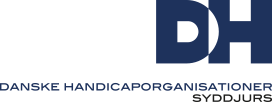 DH
DANSKE HANDICAPORGANISATIONER
SYDDJURS